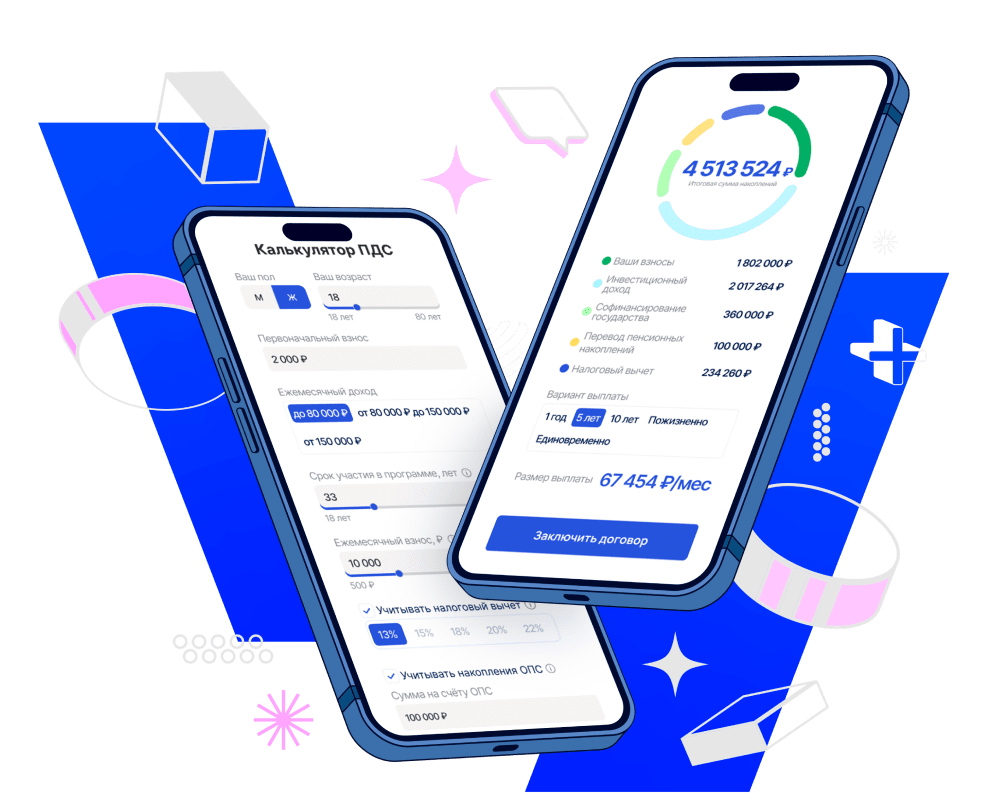 Калькулятор ПДС
Ваш пол
Ваш возраст
М
Ж
18
18 лет
80 лет
Первоначальный взнос
2 000 ₽
Ежемесячный доход
до 80 000 ₽
от 80 000 ₽ до 150 000 ₽
от 150 000 ₽
Срок участия в программе, лет
33
18 лет
Ежемесячный взнос, ₽
10 000
500 ₽
Учитывать налоговый вычет
13%
15%
18%
20%
22%
Учитывать накопления ОПС
Сумма на счёту ОПС
100 000 ₽
4 513 524 ₽
Итоговая сумма накоплений
Ваши взносы
1 802 000 ₽
Инвестиционный
доход
2 017 264 ₽
Софинансирование
государства
360 000 ₽
Перевод пенсионных
накоплений
100 000 ₽
Налоговый вычет
234 260 ₽
Вариант выплаты
1 год
5 лет
10 лет
Пожизненно
Единовременно
Размер выплаты
67 454 ₽/мес
Заключить договор